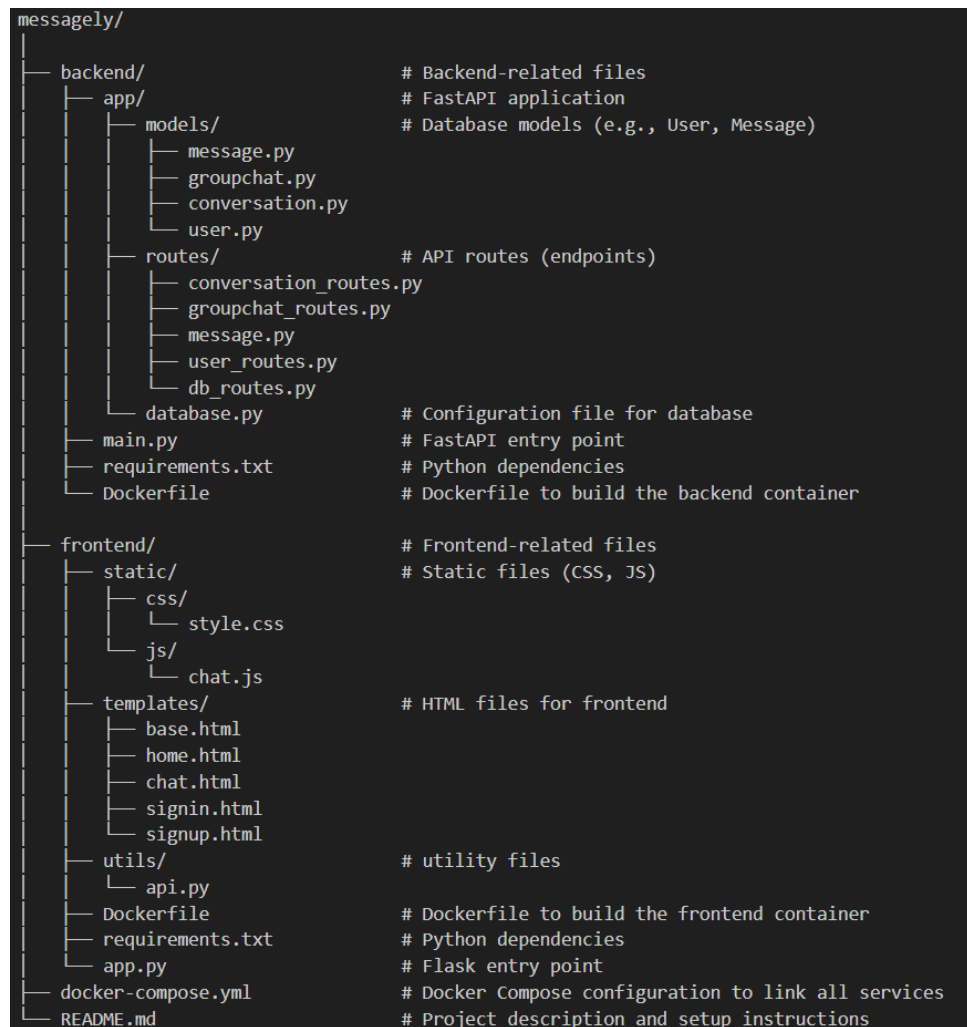 messagely/
│
├── backend/                    # Backend-related files
│   ├── app/                    # FastAPI application
│   │   ├── models/             # Database models (e.g., User, Message)
│   │   │   ├── message.py
│   │   │   ├── groupchat.py
│   │   │   ├── conversation.py
│   │   │   └── user.py
│   │   ├── routes/             # API routes (endpoints)
│   │   │   ├── conversation_routes.py
│   │   │   ├── groupchat_routes.py
│   │   │   ├── message.py
│   │   │   ├── user_routes.py
│   │   │   └── db_routes.py
│   │   └── database.py         # Configuration file for database
│   ├── main.py                 # FastAPI entry point
│   ├── requirements.txt        # Python dependencies
│   └── Dockerfile              # Dockerfile to build the backend container
│
├── frontend/                   # Frontend-related files
│   ├── static/                 # Static files (CSS, JS)
│   │   ├── css/
│   │   │   └── style.css
│   │   └── js/
│   │       └── chat.js
│   ├── templates/              # HTML files for frontend
│   │   ├── base.html
│   │   ├── home.html
│   │   ├── chat.html
│   │   ├── signin.html
│   │   └── signup.html
│   ├── utils/                  # utility files
│   │   └── api.py
│   ├── Dockerfile              # Dockerfile to build the frontend container
│   ├── requirements.txt        # Python dependencies
│   └── app.py                  # Flask entry point
├── docker-compose.yml          # Docker Compose configuration to link all services
└── README.md                   # Project description and setup instructions